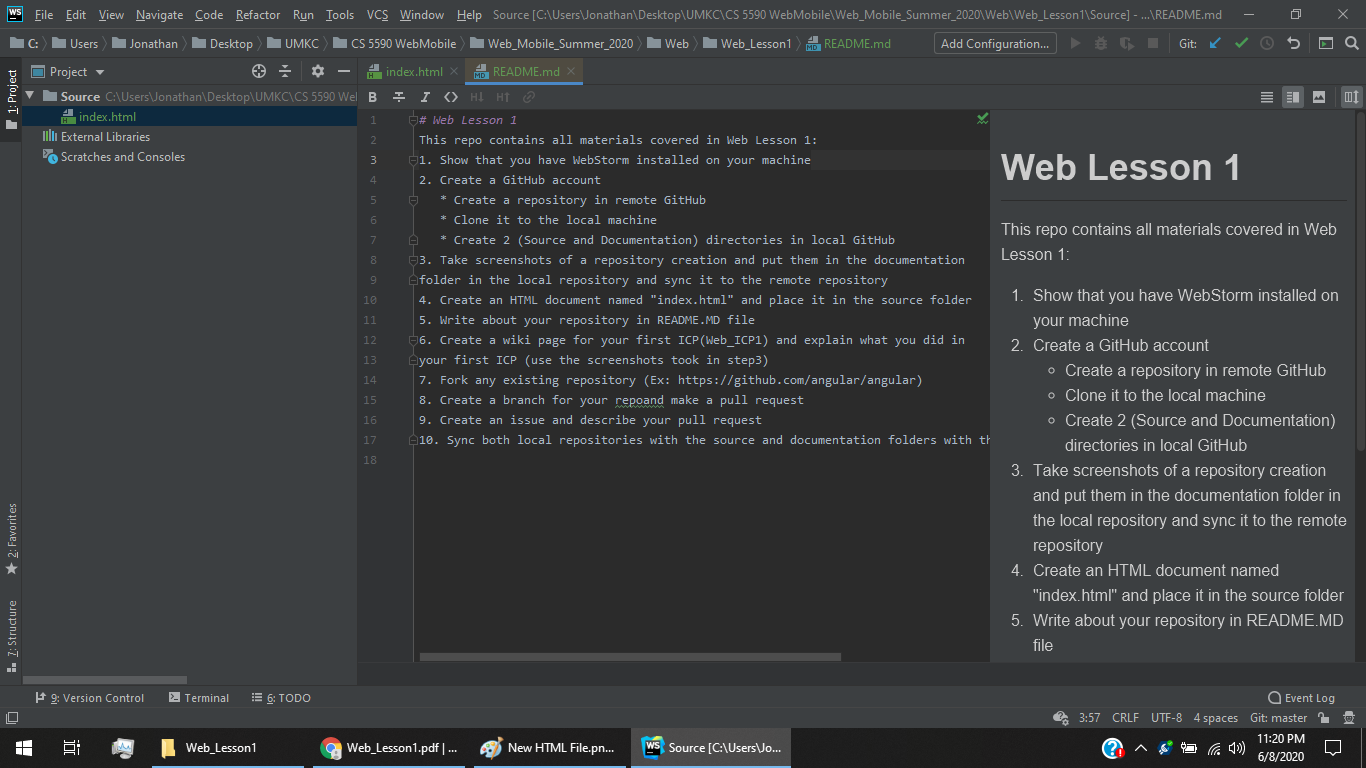 WS File Edit View Navigate Code Refactor Run Tools VCS Window Help Source [C:\Users\Jonathan\Desktop\UMKC\CS 5590 WebMobile\Web_Mobile_Summer_2020\Web\Web_Lesson1\Source] - ...\README.md
C: Users Jonathan Desktop UMKC CS 5590 WebMobile Web_Mobile_Summer_2020 Web Web_Lesson1 README.md Add Configuration... Git:
1: Project
Project
index.html README.md
Source C:\Users\Jonathan\Desktop\UMKC\CS 5590 We
index.html
External Libraries
Scratches and Consoles
B I H↓ H↑
1 # Web Lesson 1
2 This repo contains all materials covered in Web Lesson 1:
3 1. Show that you have WebStorm installed on your machine
4 2. Create a GitHub account
5 * Create a repository in remote GitHub
6 * Clone it to the local machine
7 * Create 2 (Source and Documentation) directories in local GitHub
8 3. Take screenshots of a repository creation and put them in the documentation
9 folder in the local repository and sync it to the remote repository
10 4. Create an HTML document named "index.html" and place it in the source folder
11 5. Write about your repository in README.MD file
12 6. Create a wiki page for your first ICP(Web_ICP1) and explain what you did in
13 your first ICP (use the screenshots took in step3)
14 7. Fork any existing repository (Ex: https://github.com/angular/angular)
15 8. Create a branch for your repoand make a pull request
16 9. Create an issue and describe your pull request
17 10. Sync both local repositories with the source and documentation folders with th
18
Web Lesson 1
This repo contains all materials covered in Web
Lesson 1:
1. Show that you have WebStorm installed on
your machine
2. Create a GitHub account
Create a repository in remote GitHub
Clone it to the local machine
Create 2 (Source and Documentation)
directories in local GitHub
3. Take screenshots of a repository creation
and put them in the documentation folder in
the local repository and sync it to the remote
repository
4. Create an HTML document named
"index.html" and place it in the source folder
5. Write about your repository in README.MD
file
2: Favorites
7: Structure
9: Version Control Terminal 6: TODO Event Log
3:57 CRLF UTF-8 4 spaces Git: master
Web_Lesson1 Web_Lesson1.pdf | ... New HTML File.pn... WS Source [C:\Users\Jo...
11:20 PM
6/8/2020